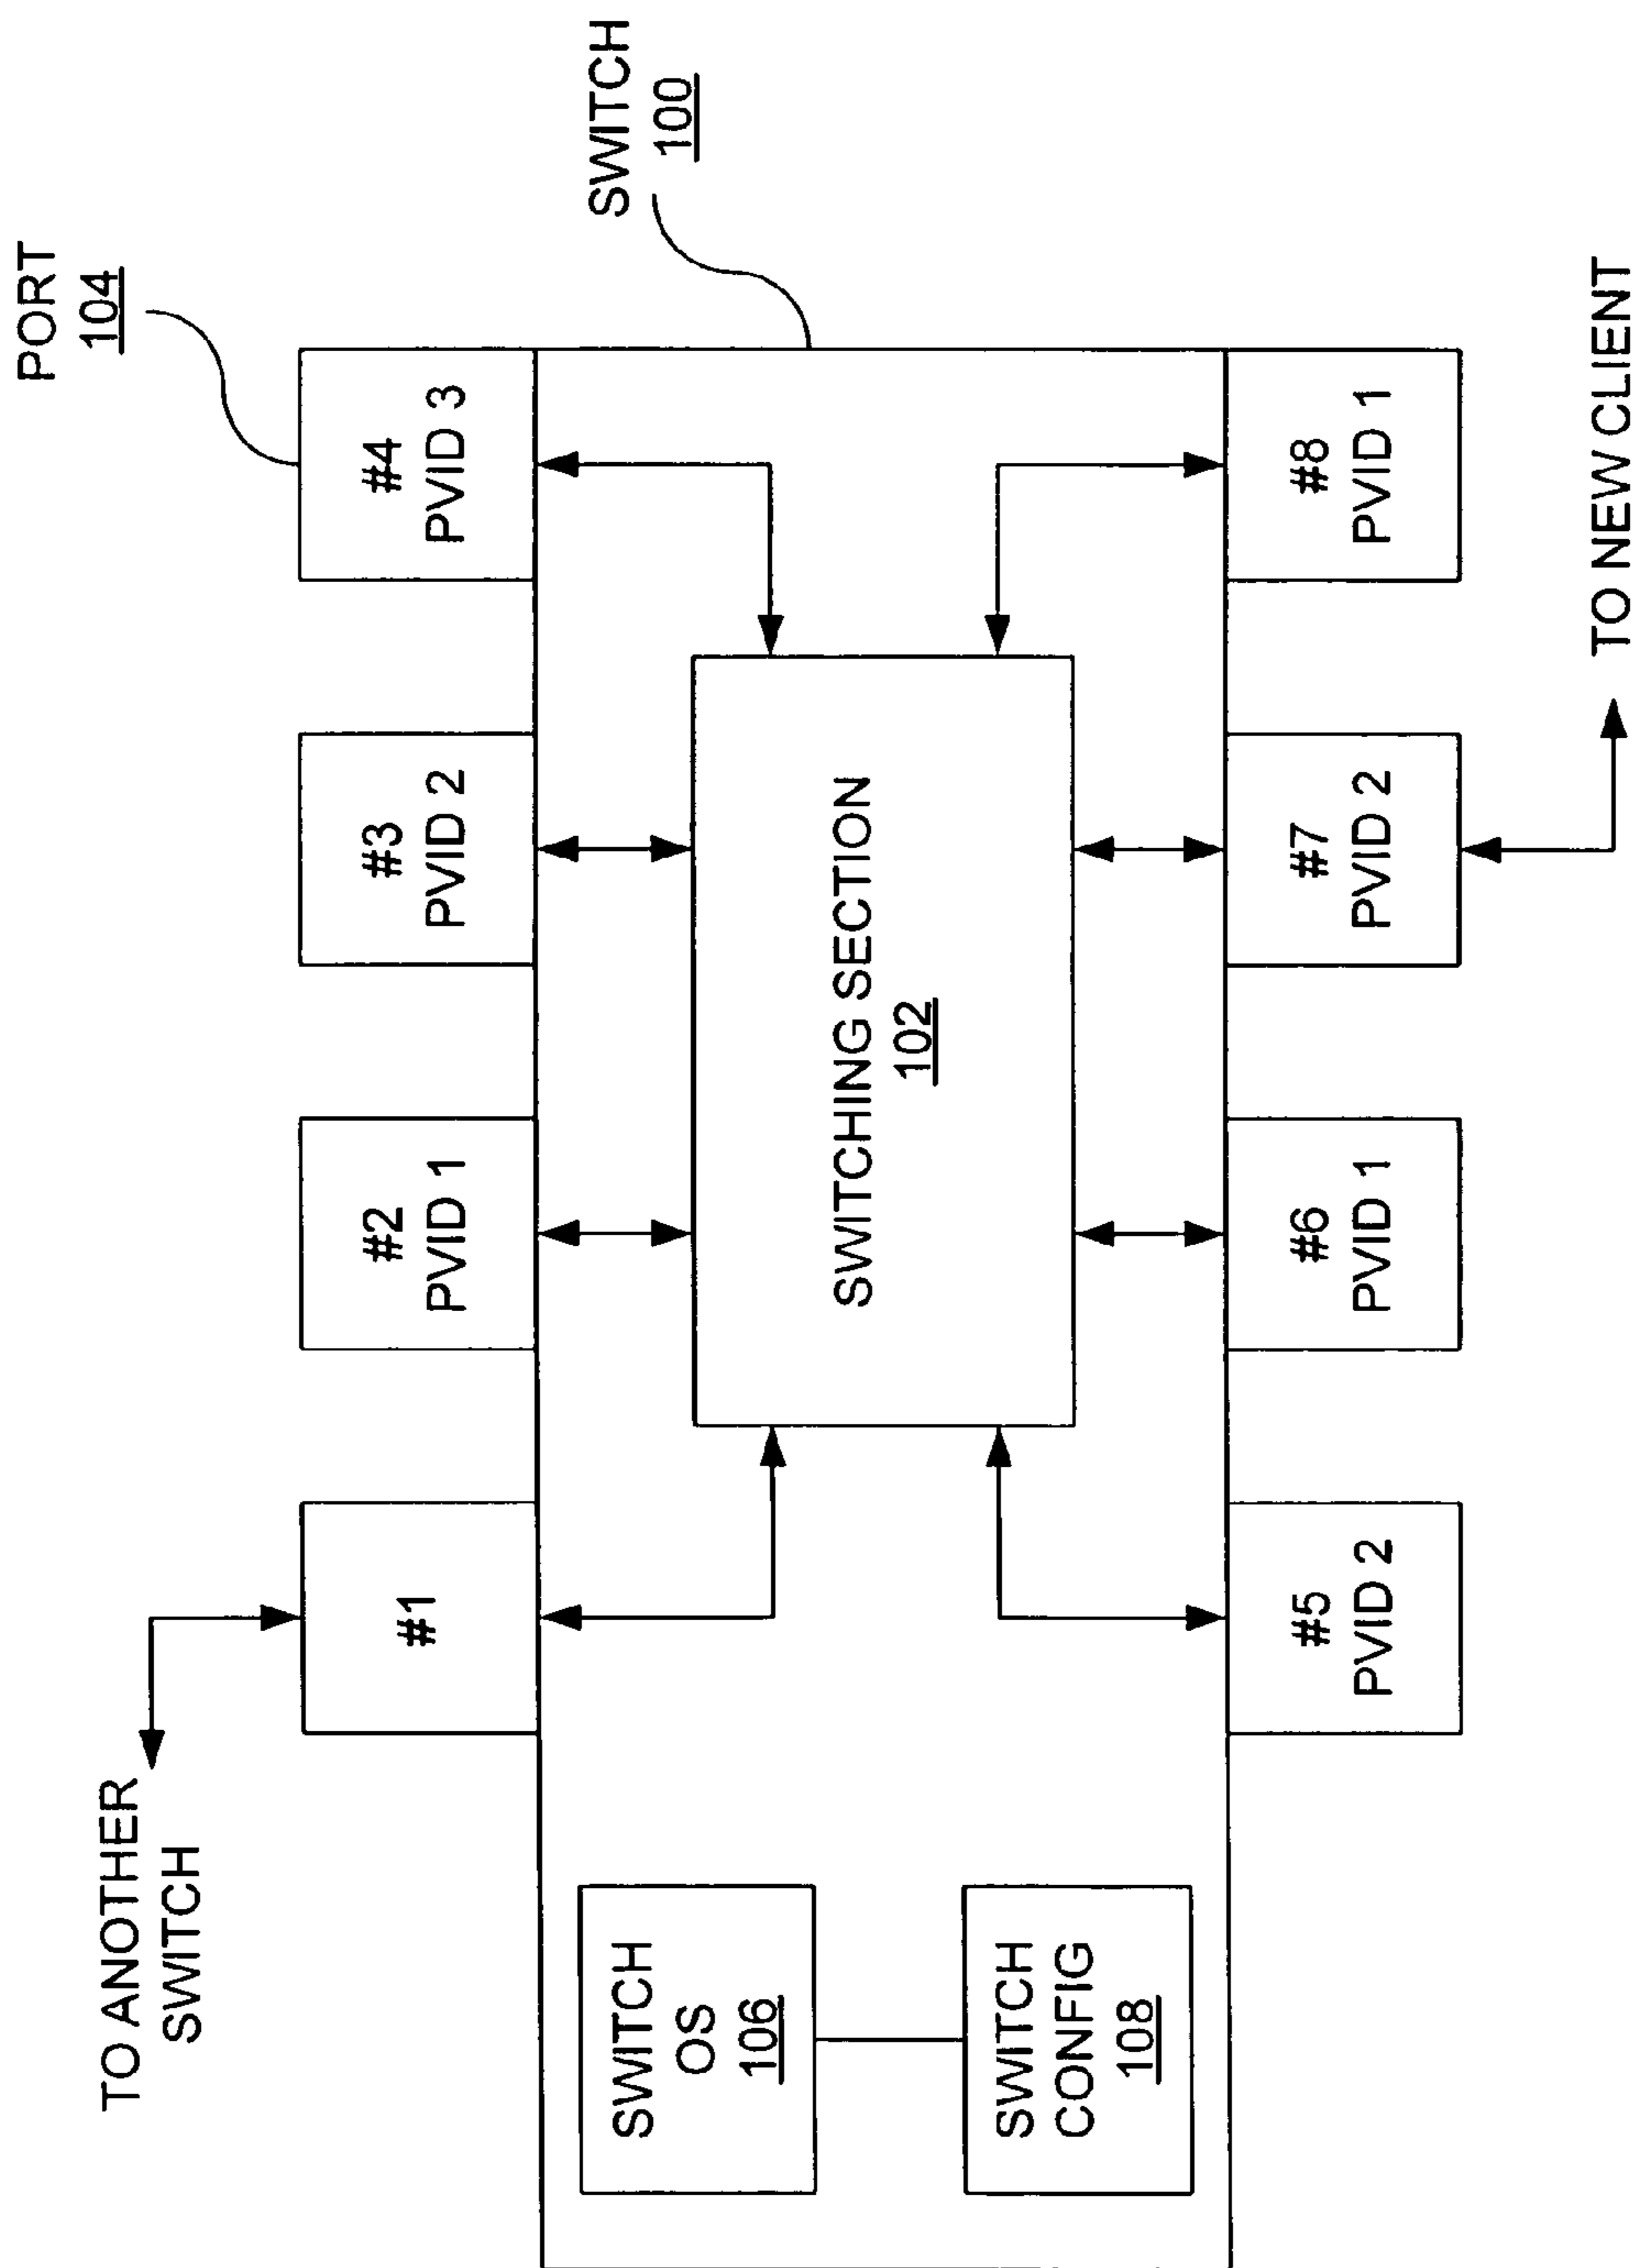 PORT
104
SWITCH
100
TO ANOTHER
SWITCH
#1
#2
PVID 1
#3
PVID 2
#4
PVID 3
SWITCH
OS
106
SWITCH
CONFIG
108
SWITCHING SECTION
102
#5
PVID 2
#6
PVID 1
#7
PVID 2
#8
PVID 1
TO NEW CLIENT